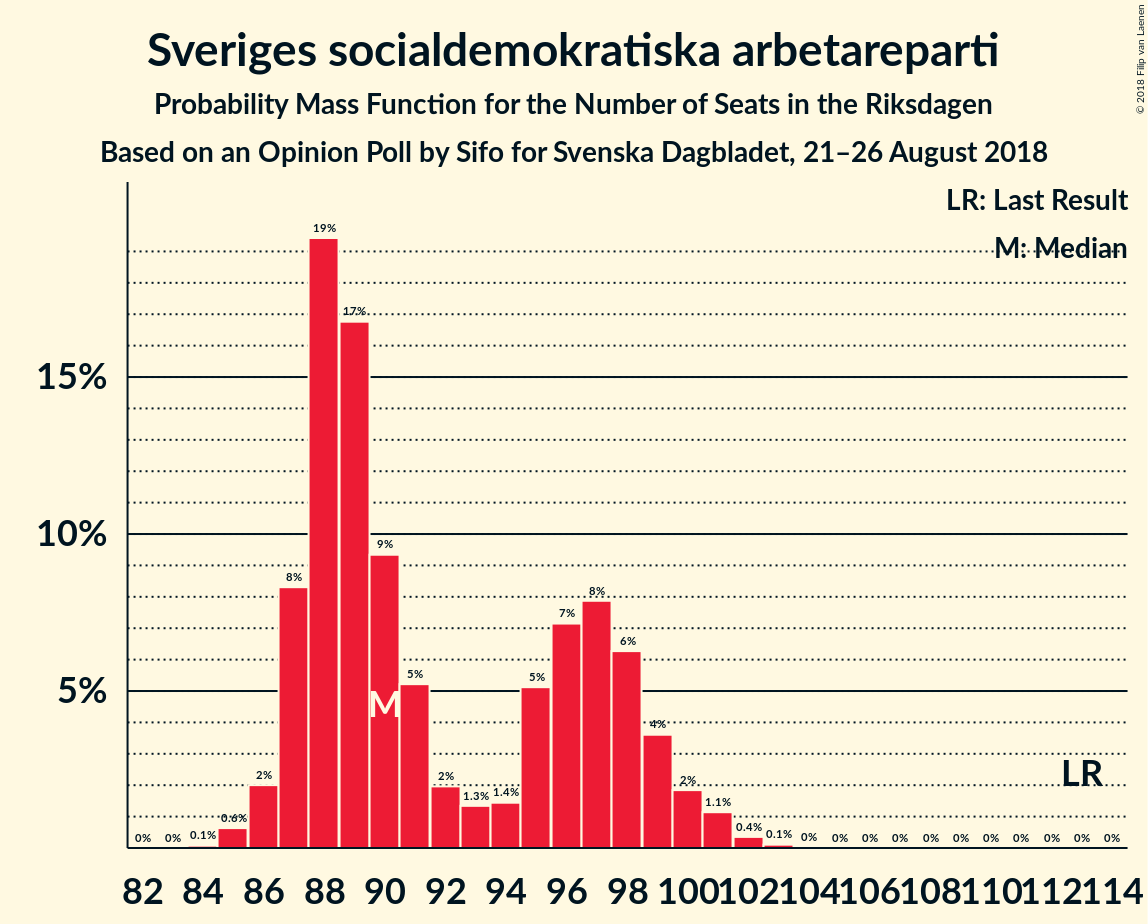 Sveriges socialdemokratiska arbetareparti
Probability Mass Function for the Number of Seats in the Riksdagen
Based on an Opinion Poll by Sifo for Svenska Dagbladet, 21–26 August 2018
© 2018 Filip van Laenen
LR: Last Result
M: Median
15%
10%
5%
0% 0% 0.1% 0.6% 2% 8% 19% 17% 9% 5% 2% 1.3% 1.4% 5% 7% 8% 6% 4% 2% 1.1% 0.4% 0.1% 0% 0% 0% 0% 0% 0% 0% 0% 0% 0% 0%
M
LR
82 84 86 88 90 92 94 96 98 100 102 104 106 108 110 112 114